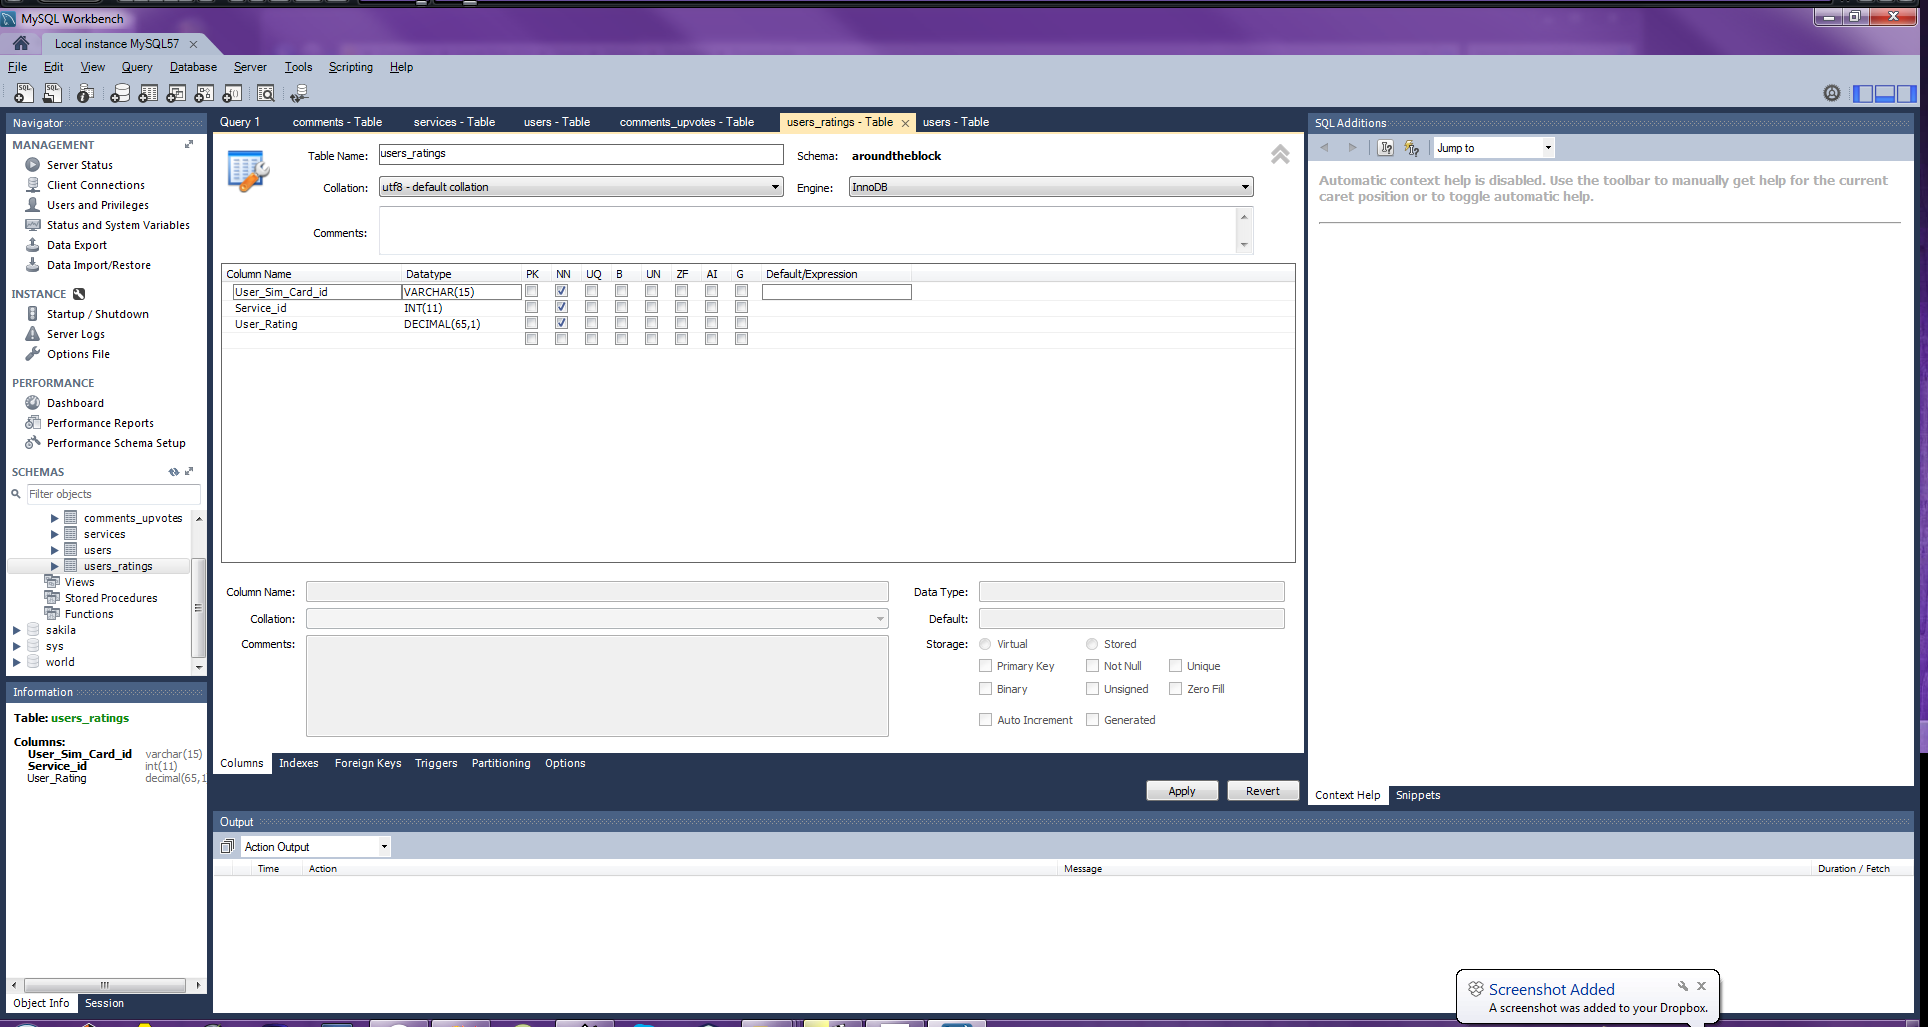 MySQL Workbench
Local instance MySQL57
File Edit View Query Database Server Tools Scripting Help
Navigator
MANAGEMENT
Server Status
Client Connections
Users and Privileges
Status and System Variables
Data Export
Data Import/Restore
INSTANCE
Startup / Shutdown
Server Logs
Options File
PERFORMANCE
Dashboard
Performance Reports
Performance Schema Setup
SCHEMAS
Filter objects
comments_upvotes
services
users
users_ratings
Views
Stored Procedures
Functions
sakila
sys
world
Information
Table: users_ratings
Columns:
User_Sim_Card_id varchar(15)
Service_id int(11)
User_Rating decimal(65,1
Object Info Session
Query 1 comments - Table services - Table users - Table comments_upvotes - Table users_ratings - Table users - Table
Table Name: users_ratings Schema: aroundtheblock
Collation: utf8 - default collation Engine: InnoDB
Comments:
Column Name Datatype PK NN UQ B UN ZF AI G Default/Expression
User_Sim_Card_id VARCHAR(15)
Service_id INT(11)
User_Rating DECIMAL(65,1)
Column Name: Data Type:
Collation: Default:
Comments: Storage: Virtual Stored
Primary Key Not Null Unique
Binary Unsigned Zero Fill
Auto Increment Generated
Columns Indexes Foreign Keys Triggers Partitioning Options
Apply Revert
SQL Additions
Jump to
Automatic context help is disabled. Use the toolbar to manually get help for the current
caret position or to toggle automatic help.
Context Help Snippets
Output
Action Output
Time Action Message Duration / Fetch
Screenshot Added
A screenshot was added to your Dropbox.